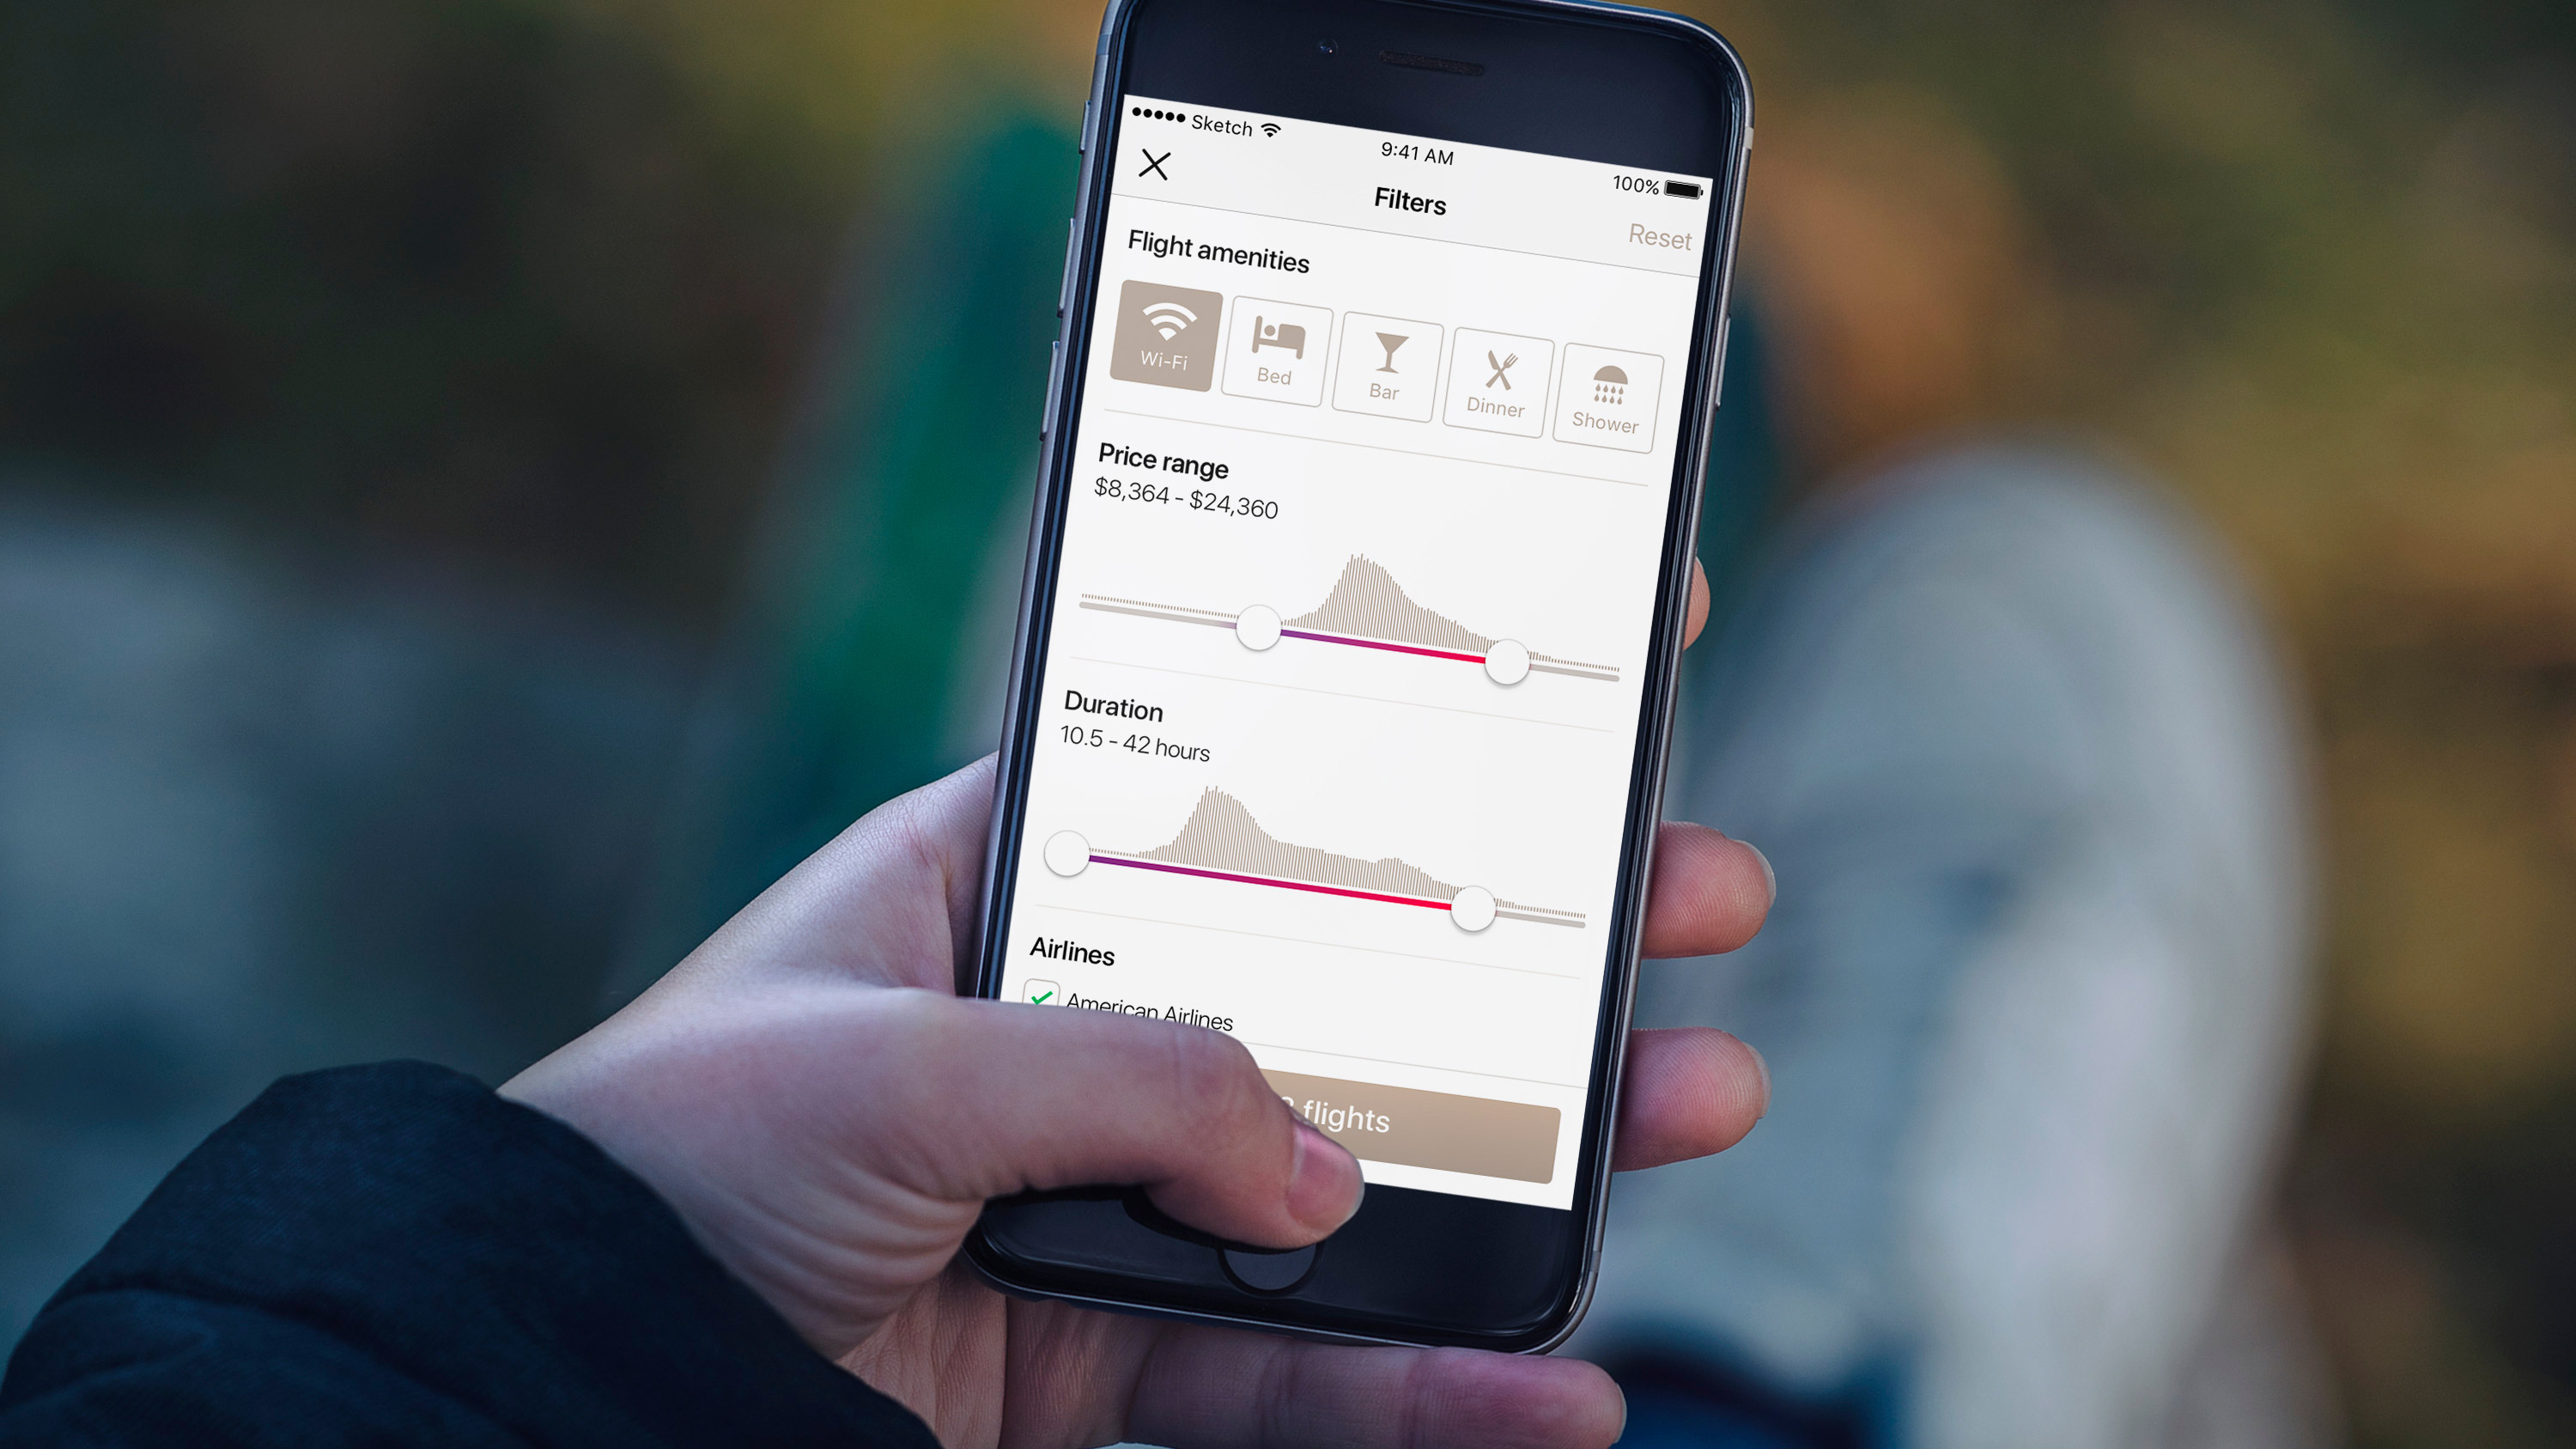 Sketch 9:41 AM 100%
Filters
Reset
Flight amenities
Wi-Fi Bed Bar Dinner Shower
Price range
$8,364 - $24,360
Duration
10.5 - 42 hours
Airlines
American Airlines
flights